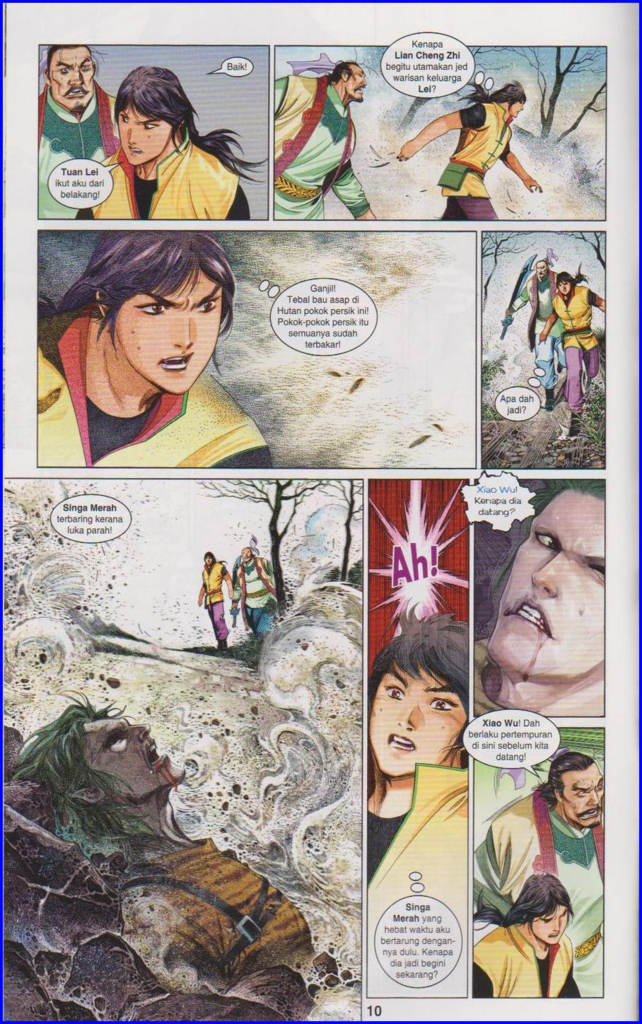 Baik!
Tuan Lei
ikut aku dari
belakang!
Kenapa
Lian Cheng Zhi
begitu utamakan jed
warisan keluarga
Lei?
Ganjil!
Tebal bau asap di
Hutan pokok persik ini!
Pokok-pokok persik itu
semuanya sudah
terbakar!
Apa dah
jadi?
Singa Merah
terbaring kerana
luka parah!
Ah!
Xiao Wu!
Kenapa dia
datang?
Xiao Wu! Dah
berlaku pertempuran
di sini sebelum kita
datang!
Singa
Merah yang
hebat waktu aku
bertarung dengan-
nya dulu. Kenapa
dia jadi begini
sekarang?
10